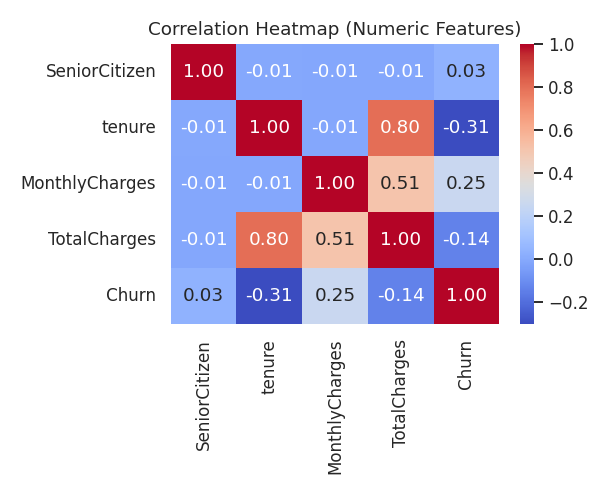 Correlation Heatmap (Numeric Features)
SeniorCitizen 1.00 -0.01 -0.01 -0.01 0.03
tenure -0.01 1.00 -0.01 0.80 -0.31
MonthlyCharges -0.01 -0.01 1.00 0.51 0.25
TotalCharges -0.01 0.80 0.51 1.00 -0.14
Churn 0.03 -0.31 0.25 -0.14 1.00
SeniorCitizen
tenure
MonthlyCharges
TotalCharges
Churn
1.0
0.8
0.6
0.4
0.2
0.0
−0.2